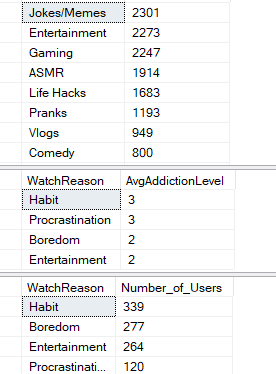 Jokes/Memes 2301
Entertainment 2273
Gaming 2247
ASMR 1914
Life Hacks 1683
Pranks 1193
Vlogs 949
Comedy 800
WatchReason AvgAddictionLevel
Habit 3
Procrastination 3
Boredom 2
Entertainment 2
WatchReason Number_of_Users
Habit 339
Boredom 277
Entertainment 264
Procrastinati... 120